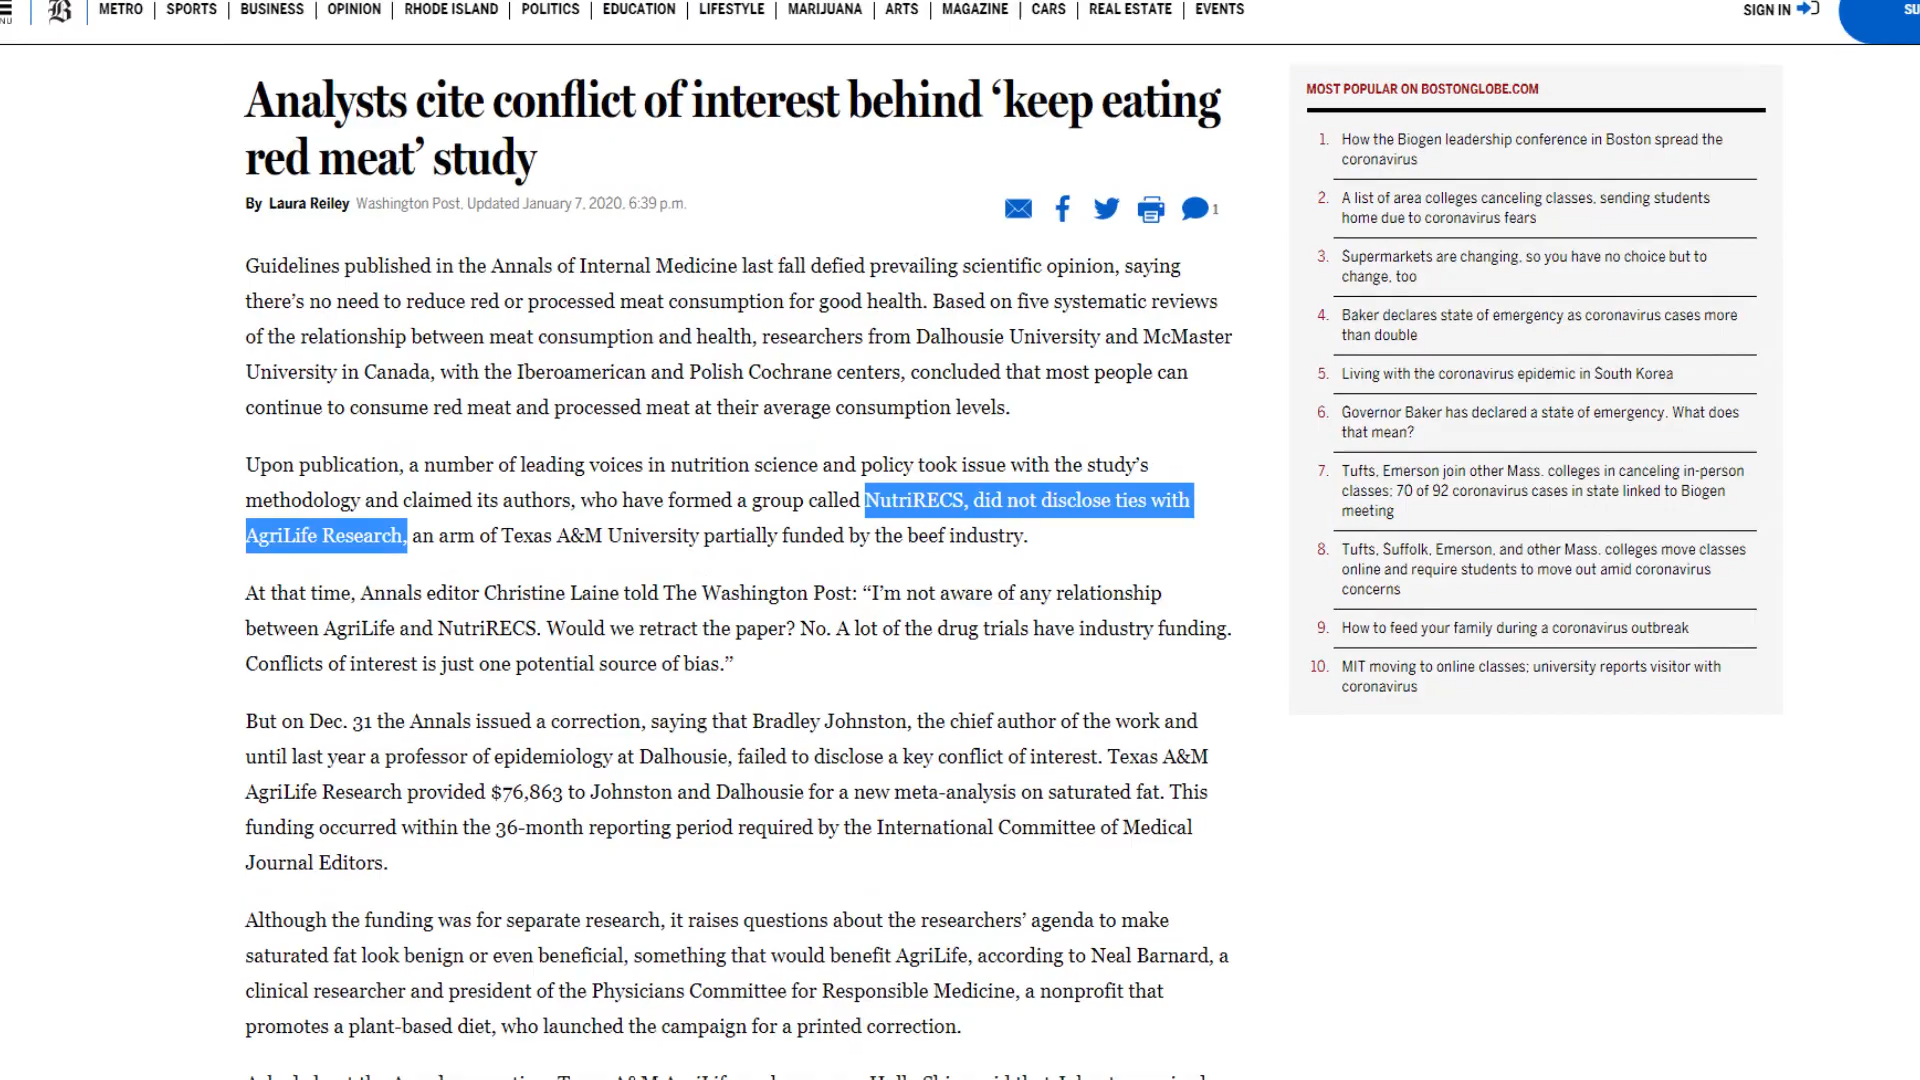 NU
B
METRO
SPORTS
BUSINESS
OPINION
RHODE ISLAND
POLITICS
EDUCATION
LIFESTYLE
MARIJUANA
ARTS
MAGAZINE
CARS
REAL ESTATE
EVENTS
SIGN IN
SU
Analysts cite conflict of interest behind ‘keep eating
red meat’ study
By Laura Reiley Washington Post, Updated January 7, 2020, 6:39 p.m.
1
Guidelines published in the Annals of Internal Medicine last fall defied prevailing scientific opinion, saying
there’s no need to reduce red or processed meat consumption for good health. Based on five systematic reviews
of the relationship between meat consumption and health, researchers from Dalhousie University and McMaster
University in Canada, with the Iberoamerican and Polish Cochrane centers, concluded that most people can
continue to consume red meat and processed meat at their average consumption levels.
Upon publication, a number of leading voices in nutrition science and policy took issue with the study’s
methodology and claimed its authors, who have formed a group called NutriRECS, did not disclose ties with
AgriLife Research, an arm of Texas A&M University partially funded by the beef industry.
At that time, Annals editor Christine Laine told The Washington Post: “I’m not aware of any relationship
between AgriLife and NutriRECS. Would we retract the paper? No. A lot of the drug trials have industry funding.
Conflicts of interest is just one potential source of bias.”
But on Dec. 31 the Annals issued a correction, saying that Bradley Johnston, the chief author of the work and
until last year a professor of epidemiology at Dalhousie, failed to disclose a key conflict of interest. Texas A&M
AgriLife Research provided $76,863 to Johnston and Dalhousie for a new meta-analysis on saturated fat. This
funding occurred within the 36-month reporting period required by the International Committee of Medical
Journal Editors.
Although the funding was for separate research, it raises questions about the researchers’ agenda to make
saturated fat look benign or even beneficial, something that would benefit AgriLife, according to Neal Barnard, a
clinical researcher and president of the Physicians Committee for Responsible Medicine, a nonprofit that
promotes a plant-based diet, who launched the campaign for a printed correction.
MOST POPULAR ON BOSTONGLOBE.COM
1. How the Biogen leadership conference in Boston spread the
coronavirus
2. A list of area colleges canceling classes, sending students
home due to coronavirus fears
3. Supermarkets are changing, so you have no choice but to
change, too
4. Baker declares state of emergency as coronavirus cases more
than double
5. Living with the coronavirus epidemic in South Korea
6. Governor Baker has declared a state of emergency. What does
that mean?
7. Tufts, Emerson join other Mass. colleges in canceling in-person
classes; 70 of 92 coronavirus cases in state linked to Biogen
meeting
8. Tufts, Suffolk, Emerson, and other Mass. colleges move classes
online and require students to move out amid coronavirus
concerns
9. How to feed your family during a coronavirus outbreak
10. MIT moving to online classes; university reports visitor with
coronavirus